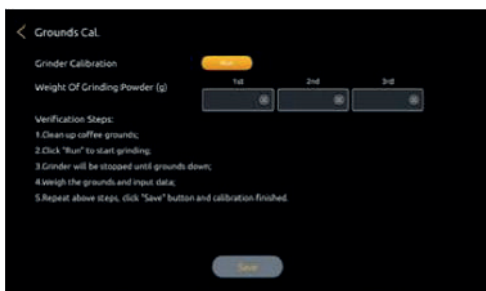 Grounds Cal.
Grinder Calibration
Run
1st 2nd 3rd
Weight Of Grinding Powder (g)
Verification Steps:
1.Clean up coffee grounds;
2.Click "Run" to start grinding;
3.Grinder will be stopped until grounds down;
4.Weigh the grounds and input data;
5.Repeat above steps, click "Save" button and calibration finished.
Save